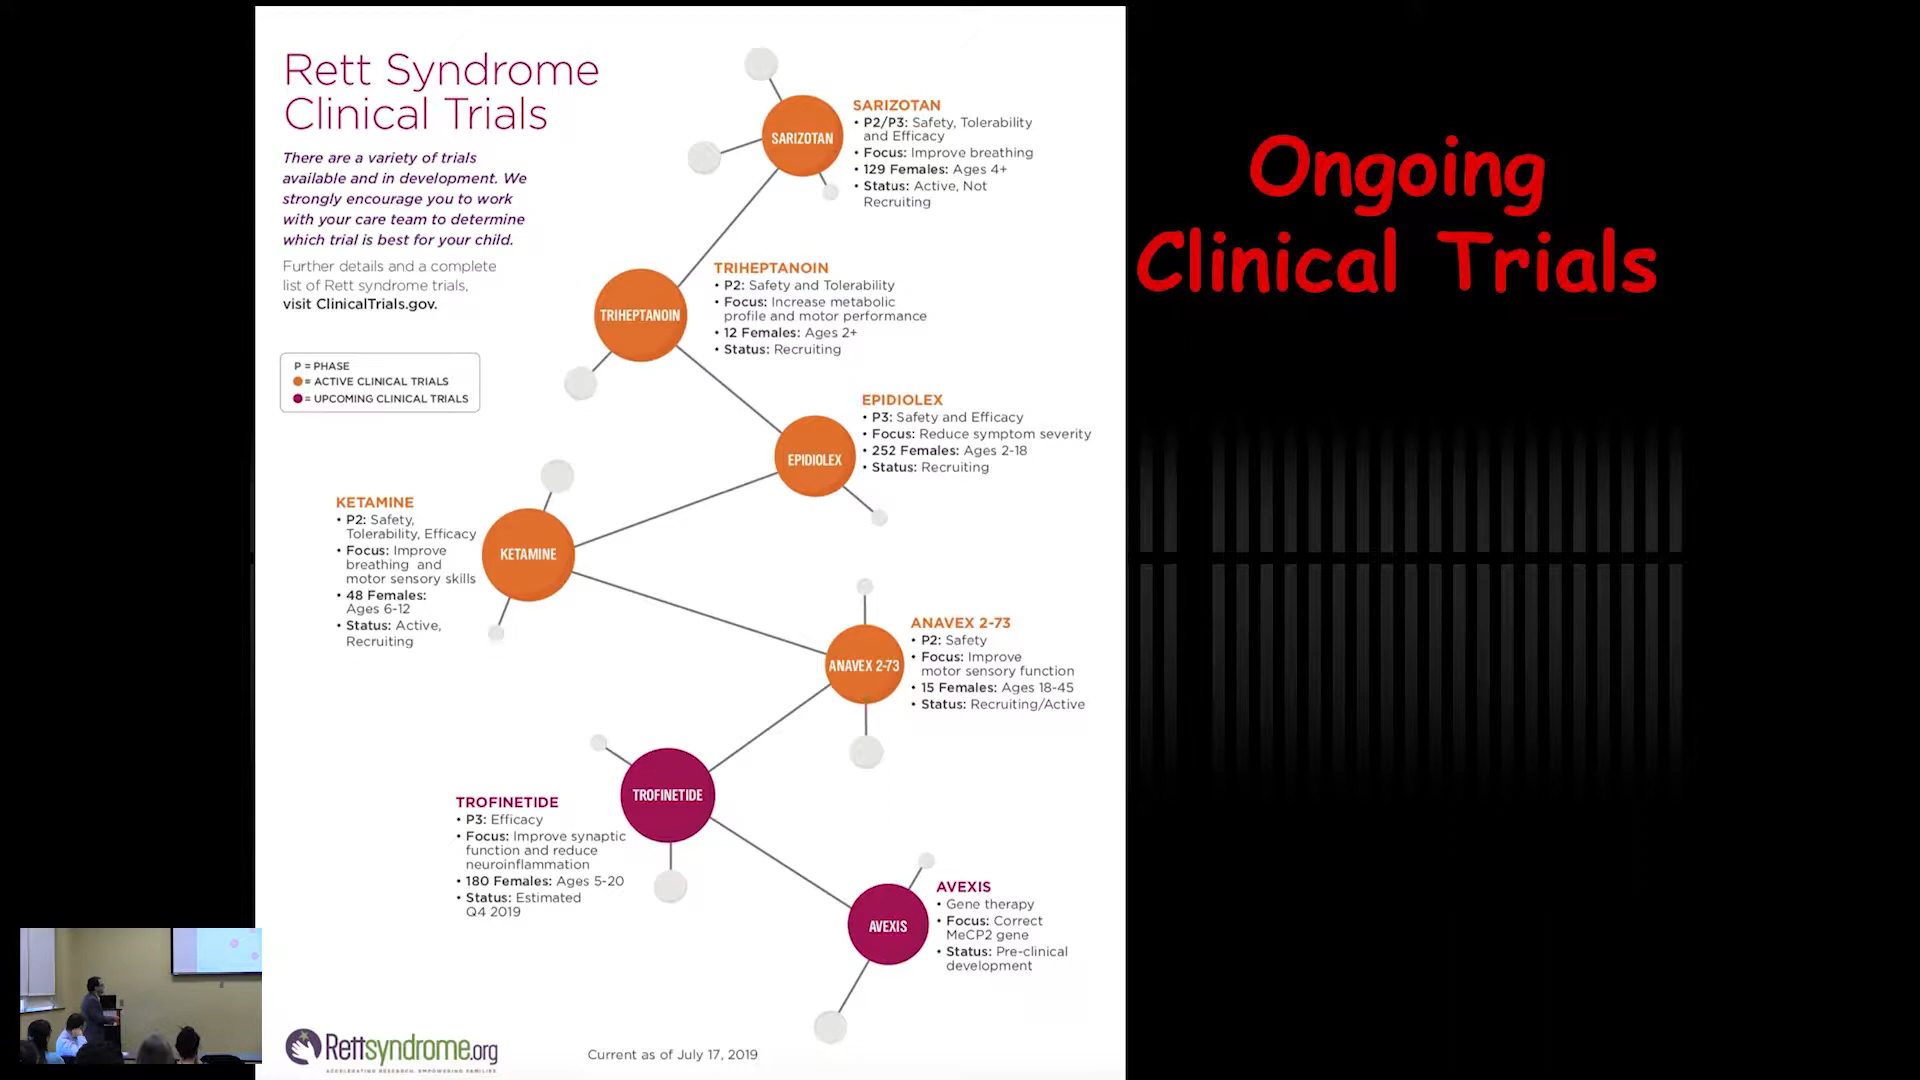 Rett Syndrome
Clinical Trials
There are a variety of trials
available and in development. We
strongly encourage you to work
with your care team to determine
which trial is best for your child.
Further details and a complete
list of Rett syndrome trials,
visit ClinicalTrials.gov.
P = PHASE
= ACTIVE CLINICAL TRIALS
= UPCOMING CLINICAL TRIALS
SARIZOTAN
SARIZOTAN
• P2/P3: Safety, Tolerability
and Efficacy
• Focus: Improve breathing
• 129 Females: Ages 4+
• Status: Active, Not
Recruiting
TRIHEPTANOIN
TRIHEPTANOIN
• P2: Safety and Tolerability
• Focus: Increase metabolic
profile and motor performance
• 12 Females: Ages 2+
• Status: Recruiting
EPIDIOLEX
EPIDIOLEX
• P3: Safety and Efficacy
• Focus: Reduce symptom severity
• 252 Females: Ages 2-18
• Status: Recruiting
KETAMINE
• P2: Safety,
Tolerability, Efficacy
• Focus: Improve
breathing and
motor sensory skills
• 48 Females:
Ages 6-12
• Status: Active,
Recruiting
KETAMINE
ANAVEX 2-73
ANAVEX 2-73
• P2: Safety
• Focus: Improve
motor sensory function
• 15 Females: Ages 18-45
• Status: Recruiting/Active
TROFINETIDE
TROFINETIDE
• P3: Efficacy
• Focus: Improve synaptic
function and reduce
neuroinflammation
• 180 Females: Ages 5-20
• Status: Estimated
Q4 2019
AVEXIS
AVEXIS
• Gene therapy
• Focus: Correct
MeCP2 gene
• Status: Pre-clinical
development
Rettsyndrome.org
ACCELERATING RESEARCH. EMPOWERING FAMILIES.
Current as of July 17, 2019
Ongoing
Clinical Trials